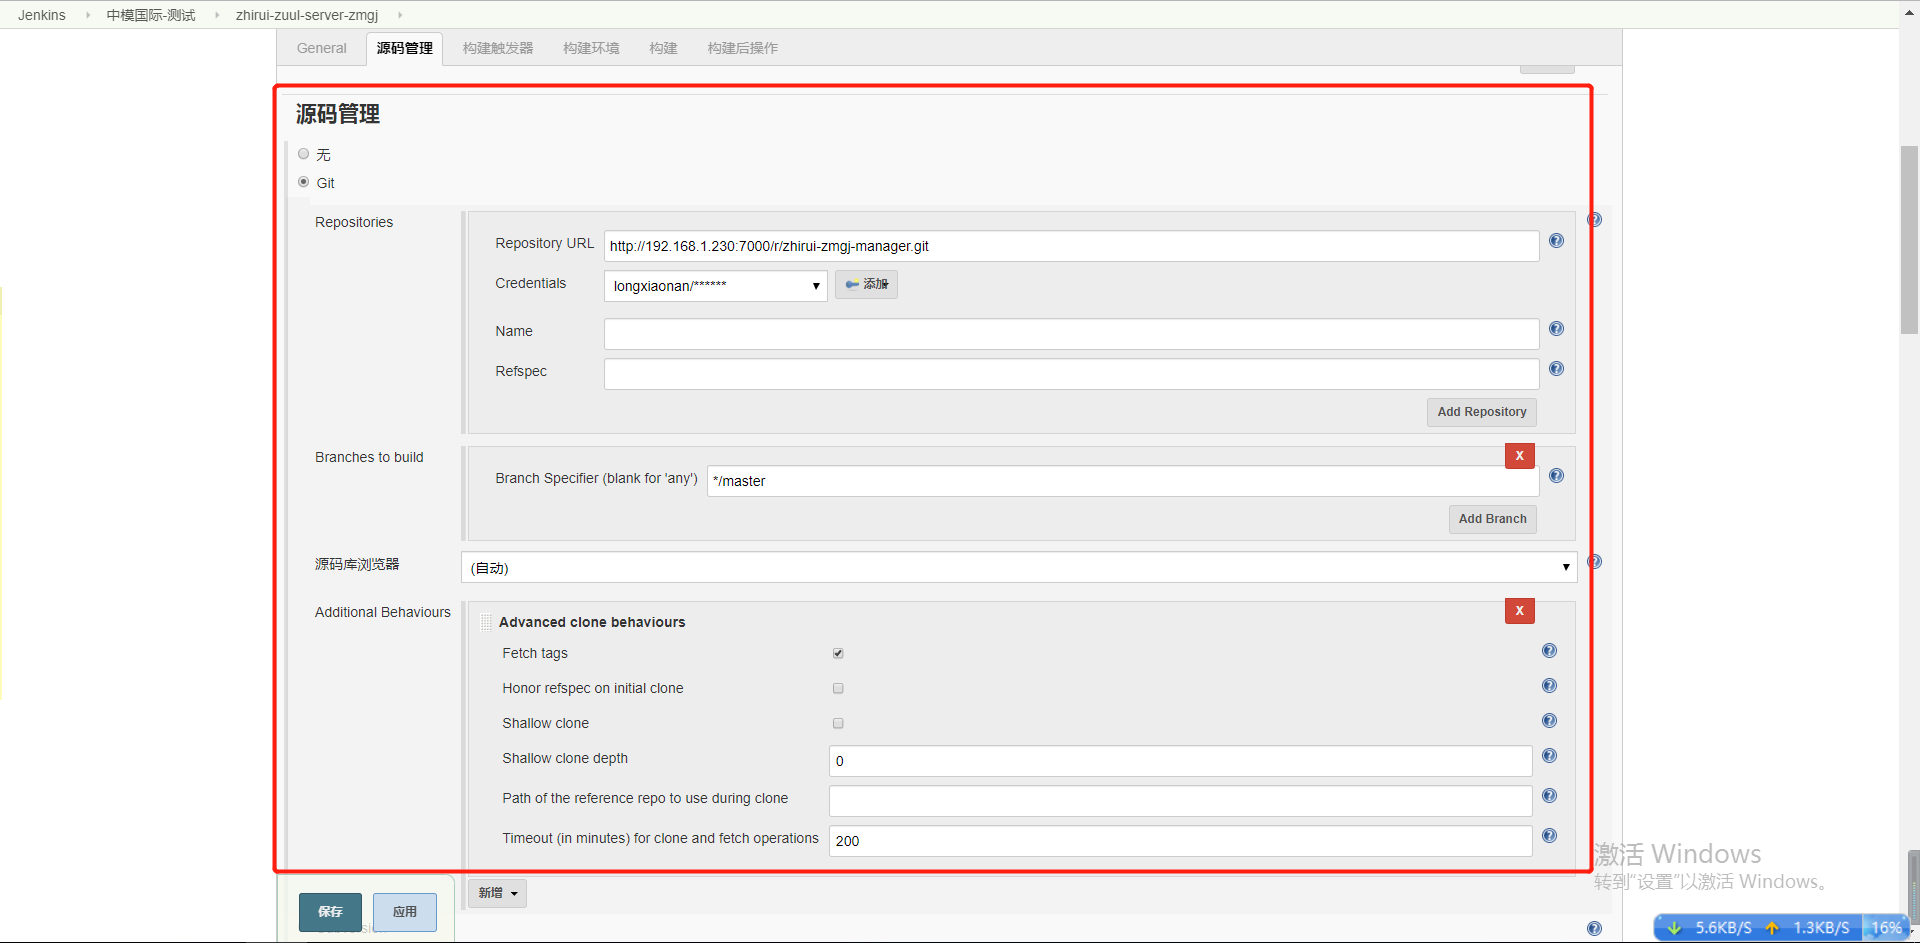 Jenkins 中模国际-测试 zhirui-zuul-server-zmgj
General 源码管理 构建触发器 构建环境 构建 构建后操作
源码管理
无
Git
Repositories
Repository URL http://192.168.1.230:7000/r/zhirui-zmgj-manager.git
Credentials longxiaonan/****** 添加
Name
Refspec
Add Repository
Branches to build
X
Branch Specifier (blank for 'any') */master
Add Branch
源码库浏览器 (自动)
Additional Behaviours
X
Advanced clone behaviours
Fetch tags
Honor refspec on initial clone
Shallow clone
Shallow clone depth 0
Path of the reference repo to use during clone
Timeout (in minutes) for clone and fetch operations 200
新增
保存 应用
激活 Windows
转到“设置”以激活 Windows。
5.6KB/S 1.3KB/S 16%